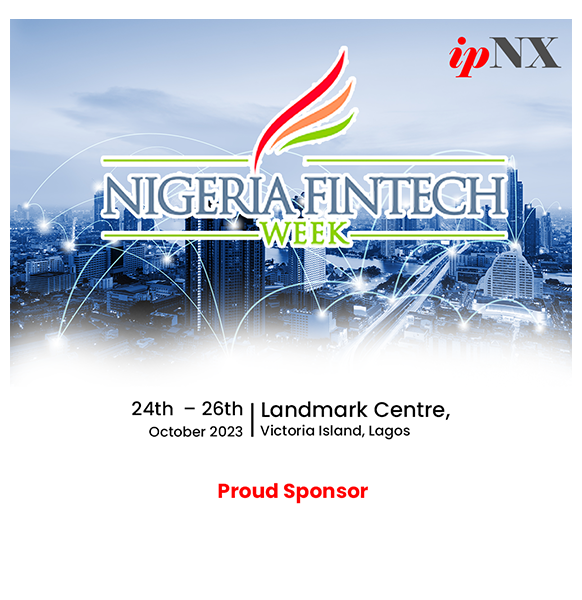 ipNX
NIGERIA FINTECH
WEEK
24th – 26th
October 2023
Landmark Centre,
Victoria Island, Lagos
Proud Sponsor